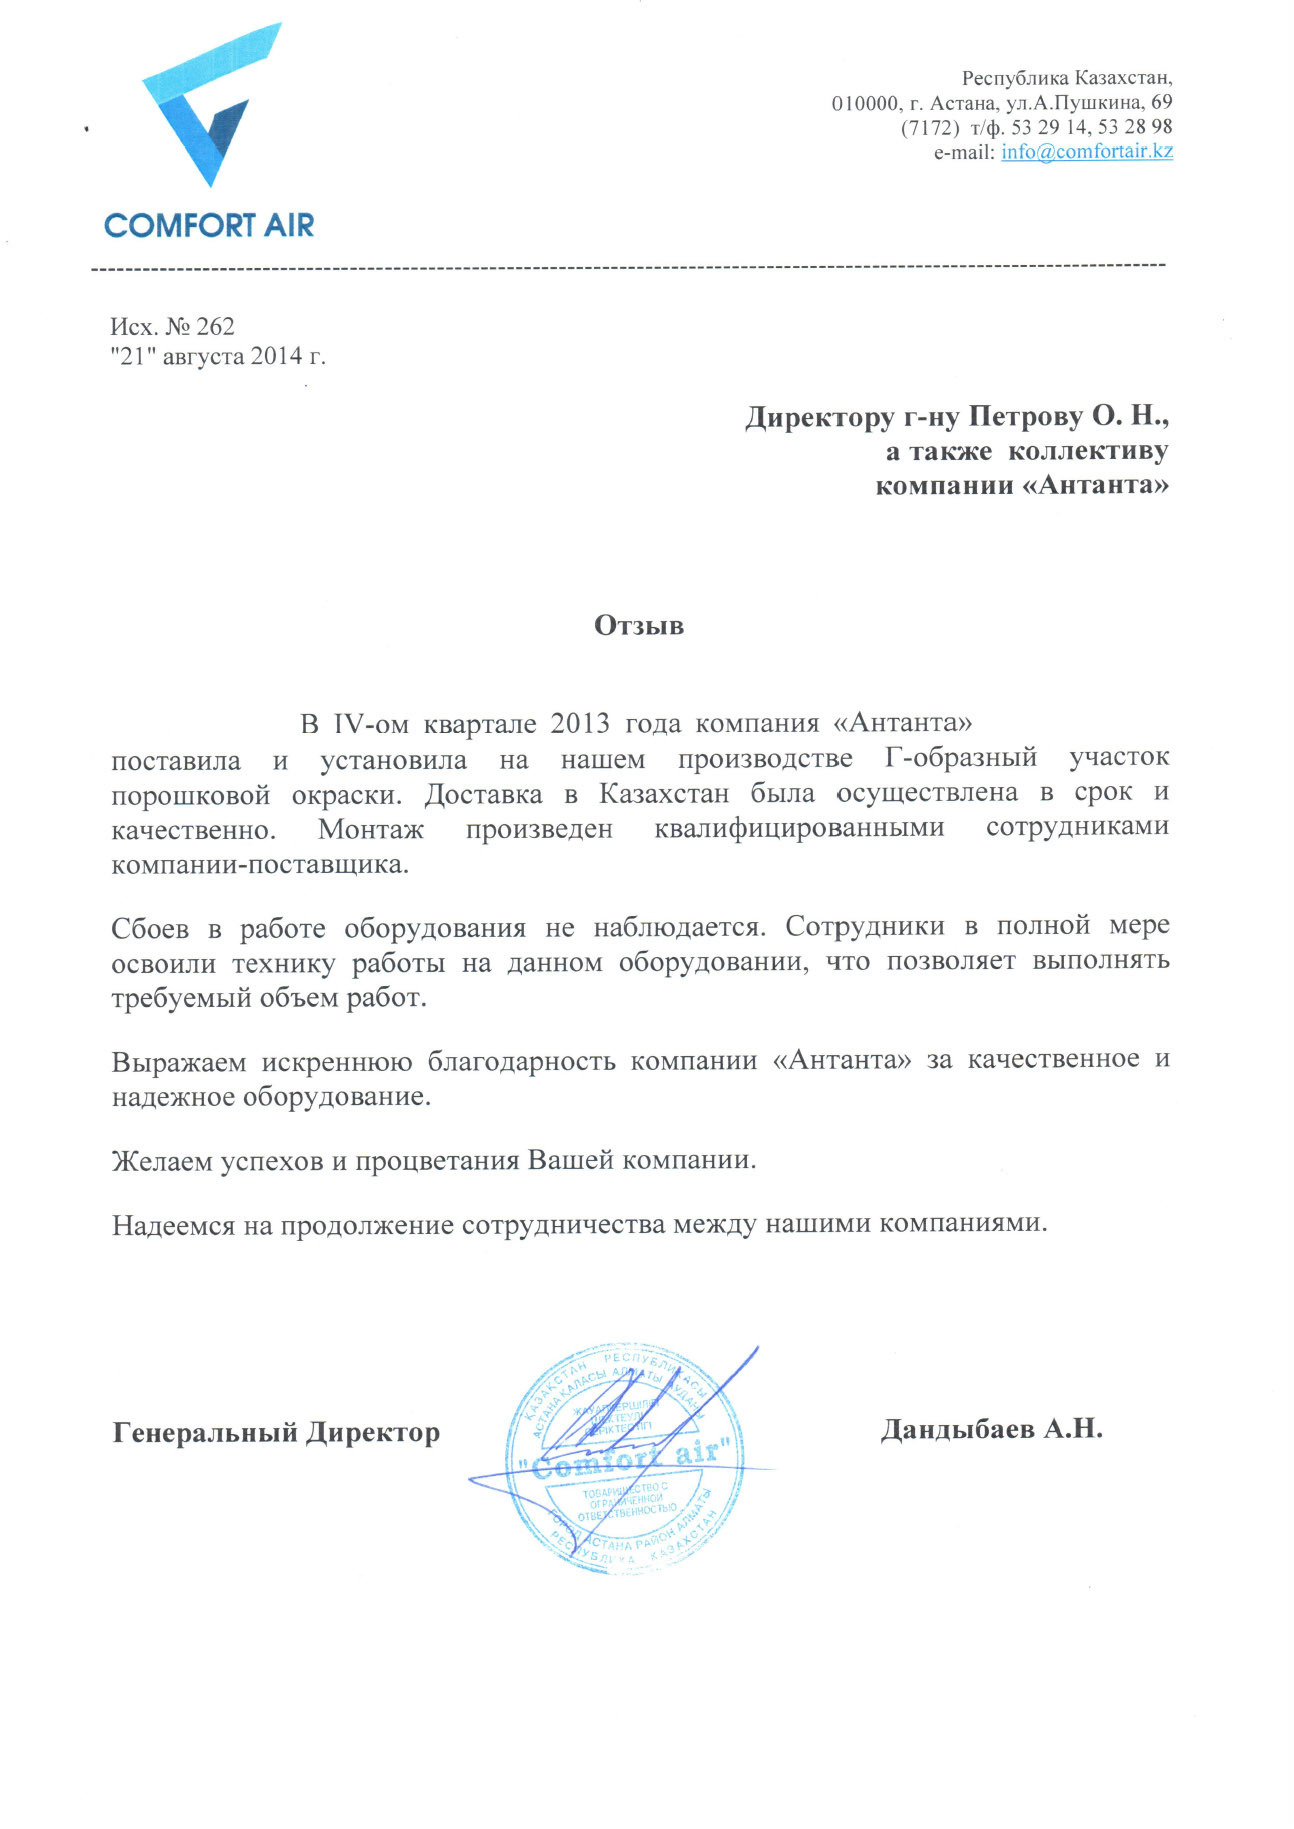 COMFORT AIR
Республика Казахстан,
010000, г. Астана, ул.А.Пушкина, 69
(7172) т/ф. 53 29 14, 53 28 98
e-mail: info@comfortair.kz
Исх. № 262
"21" августа 2014 г.
Директору г-ну Петрову О. Н.,
а также коллективу
компании «Антанта»
Отзыв
В IV-ом квартале 2013 года компания «Антанта»
поставила и установила на нашем производстве Г-образный участок
порошковой окраски. Доставка в Казахстан была осуществлена в срок и
качественно. Монтаж произведен квалифицированными сотрудниками
компании-поставщика.
Сбоев в работе оборудования не наблюдается. Сотрудники в полной мере
освоили технику работы на данном оборудовании, что позволяет выполнять
требуемый объем работ.
Выражаем искреннюю благодарность компании «Антанта» за качественное и
надежное оборудование.
Желаем успехов и процветания Вашей компании.
Надеемся на продолжение сотрудничества между нашими компаниями.
Генеральный Директор
Дандыбаев А.Н.
ҚАЗАҚСТАН РЕСПУБЛИКАСЫ
АСТАНА ҚАЛАСЫ АЛМАТЫ АУДАНЫ
"Comfort air"
ТОВАРИЩЕСТВО С
ОГРАНИЧЕННОЙ
ОТВЕТСТВЕННОСТЬЮ
ГОРОД АСТАНА РАЙОН АЛМАТЫ
РЕСПУБЛИКА КАЗАХСТАН